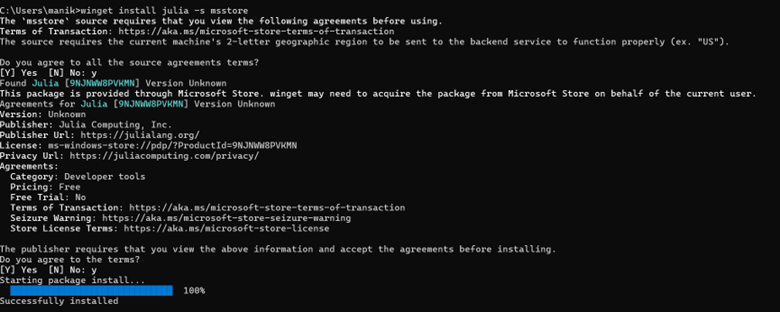 C:\Users\manik>winget install julia -s msstore
The `msstore` source requires that you view the following agreements before using.
Terms of Transaction: https://aka.ms/microsoft-store-terms-of-transaction
The source requires the current machine's 2-letter geographic region to be sent to the backend service to function properly (ex. "US").

Do you agree to all the source agreements terms?
[Y] Yes  [N] No: y
Found Julia [9NJNWW8PVKMN] Version Unknown
This package is provided through Microsoft Store. winget may need to acquire the package from Microsoft Store on behalf of the current user.
Agreements for Julia [9NJNWW8PVKMN] Version Unknown
Version: Unknown
Publisher: Julia Computing, Inc.
Publisher Url: https://julialang.org/
License: ms-windows-store://pdp/?ProductId=9NJNWW8PVKMN
Privacy Url: https://juliacomputing.com/privacy/
Agreements:
  Category: Developer tools
  Pricing: Free
  Free Trial: No
  Terms of Transaction: https://aka.ms/microsoft-store-terms-of-transaction
  Seizure Warning: https://aka.ms/microsoft-store-seizure-warning
  Store License Terms: https://aka.ms/microsoft-store-license

The publisher requires that you view the above information and accept the agreements before installing.
Do you agree to the terms?
[Y] Yes  [N] No: y
Starting package install...
100%
Successfully installed